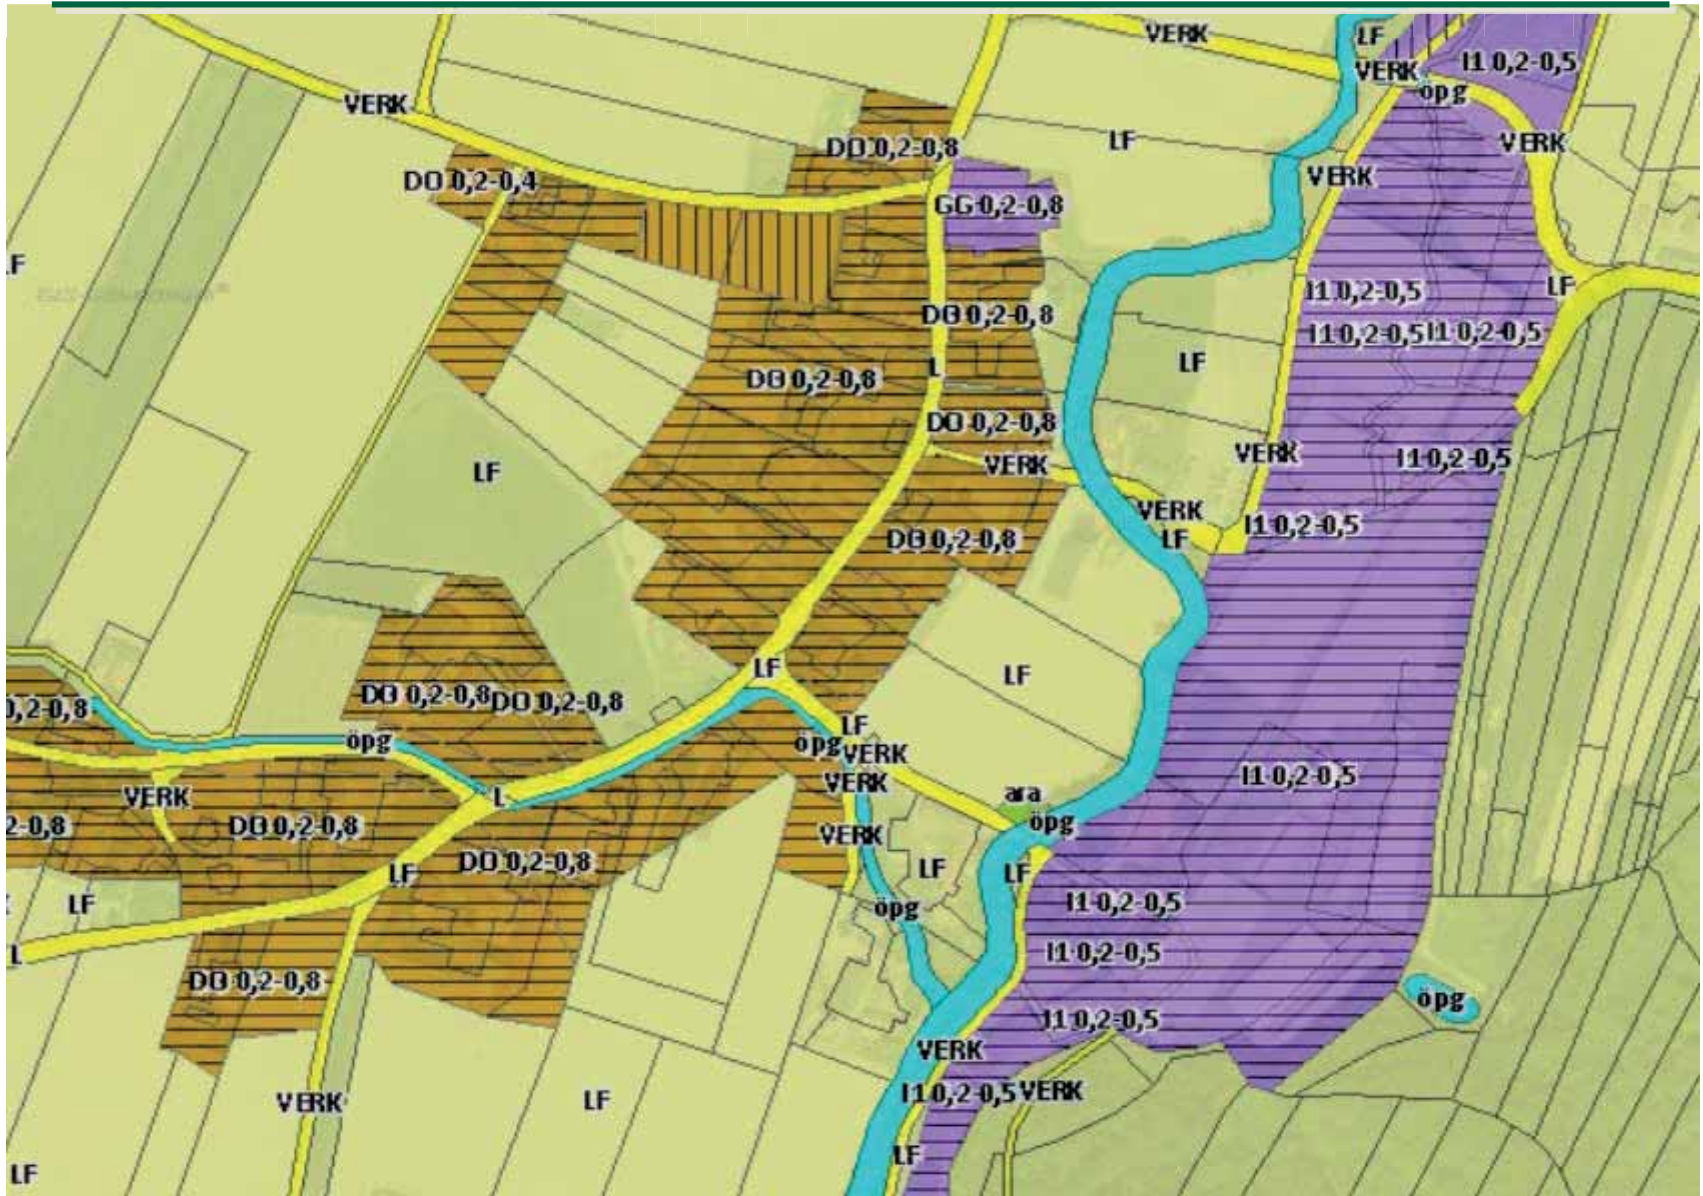 VERK
LF
VERK
I1 0,2-0,5
öpg
VERK
DO 0,2-0,8
LF
VERK
VERK
DO 0,2-0,4
GG 0,2-0,8
LF
I1 0,2-0,5
LF
DO 0,2-0,8
I1 0,2-0,5
I1 0,2-0,5
L
LF
DO 0,2-0,8
DO 0,2-0,8
VERK
I1 0,2-0,5
LF
VERK
VERK
LF
I1 0,2-0,5
DO 0,2-0,8
LF
LF
DO 0,2-0,8
DO 0,2-0,8
0,2-0,8
öpg
LF
öpg
VERK
VERK
I1 0,2-0,5
VERK
L
ara
öpg
2-0,8
DO 0,2-0,8
VERK
DO 0,2-0,8
LF
LF
LF
LF
öpg
I1 0,2-0,5
L
I1 0,2-0,5
DO 0,2-0,8
öpg
I1 0,2-0,5
VERK
VERK
LF
I1 0,2-0,5
VERK
LF
LF